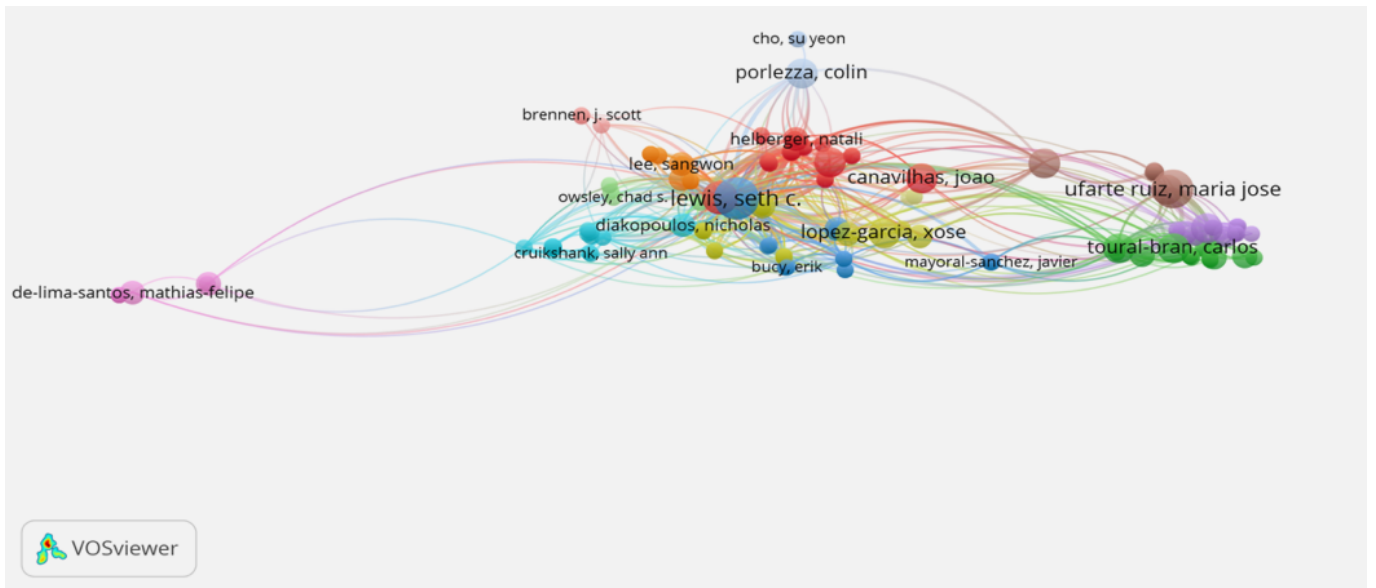 cho, su yeon
porlezza, colin
brennen, j. scott
helberger, natali
lee, sangwon
canavilhas, joao
ufarte ruiz, maria jose
owsley, chad s.
lewis, seth c.
diakopoulos, nicholas
lopez-garcia, xose
toural-bran, carlos
cruikshank, sally ann
bucy, erik
mayoral-sanchez, javier
de-lima-santos, mathias-felipe
VOSviewer